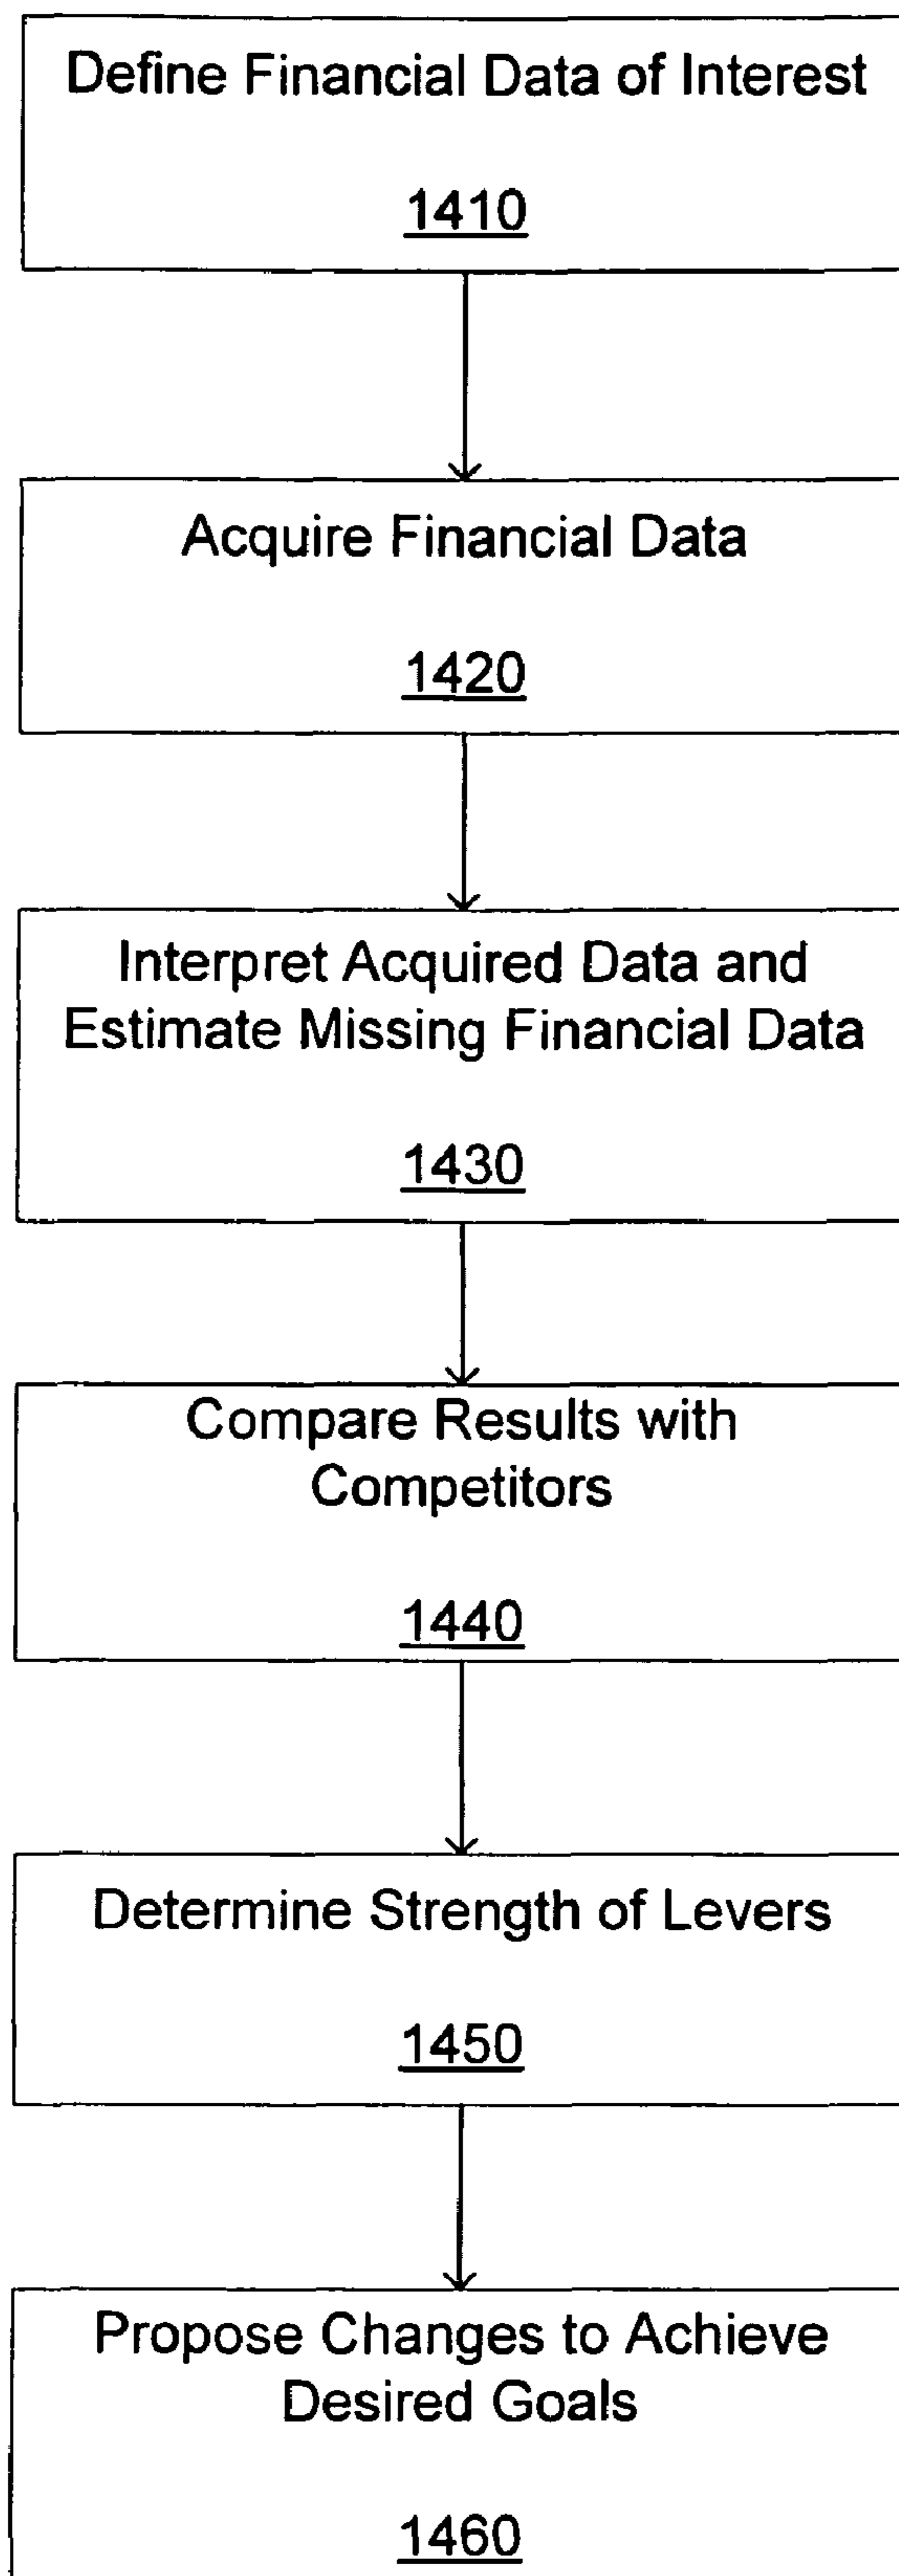 Define Financial Data of Interest
1410
Acquire Financial Data
1420
Interpret Acquired Data and
Estimate Missing Financial Data
1430
Compare Results with
Competitors
1440
Determine Strength of Levers
1450
Propose Changes to Achieve
Desired Goals
1460